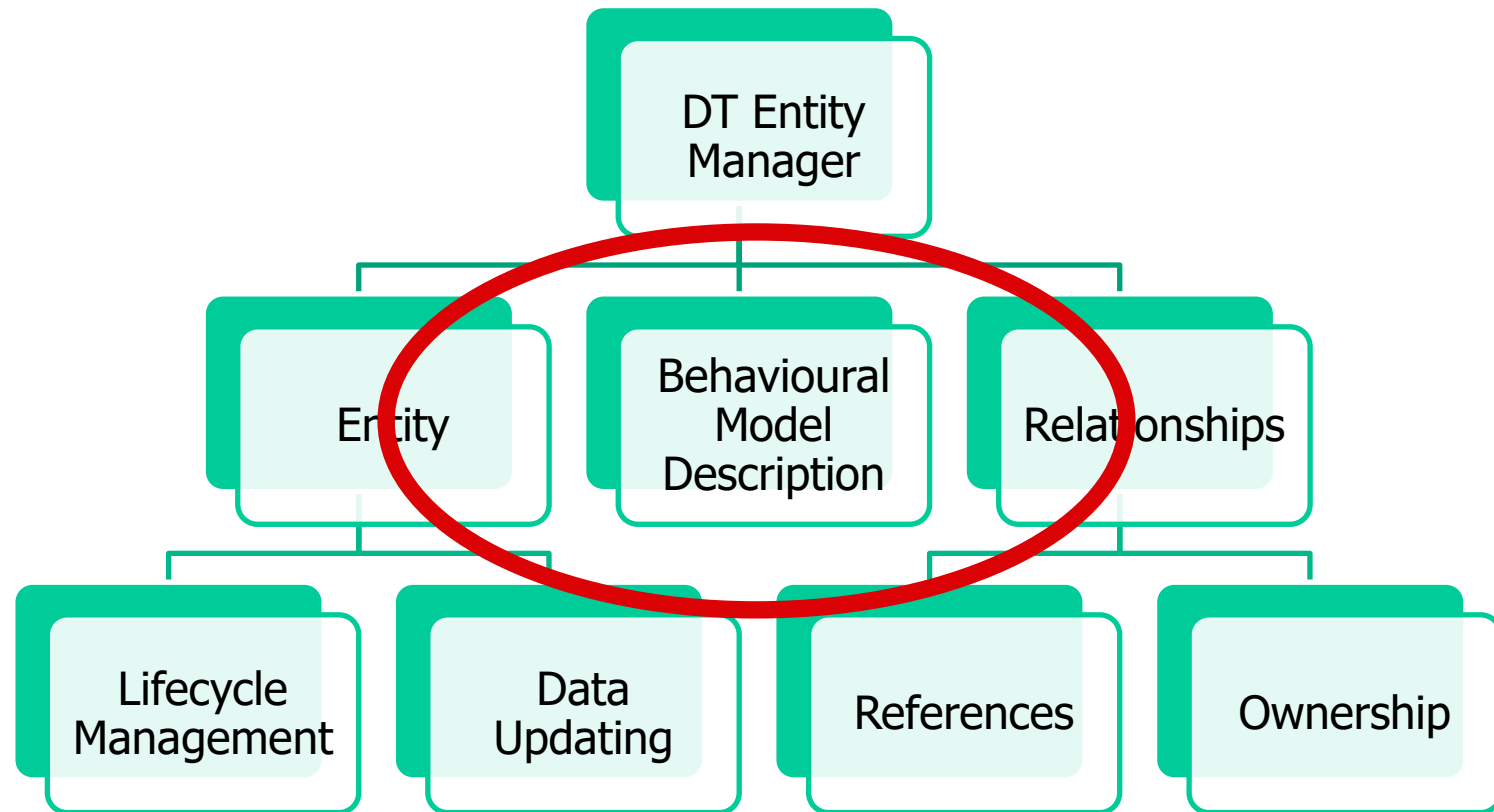 DT Entity
Manager
Entity
Behavioural
Model
Description
Relationships
Lifecycle
Management
Data
Updating
References
Ownership